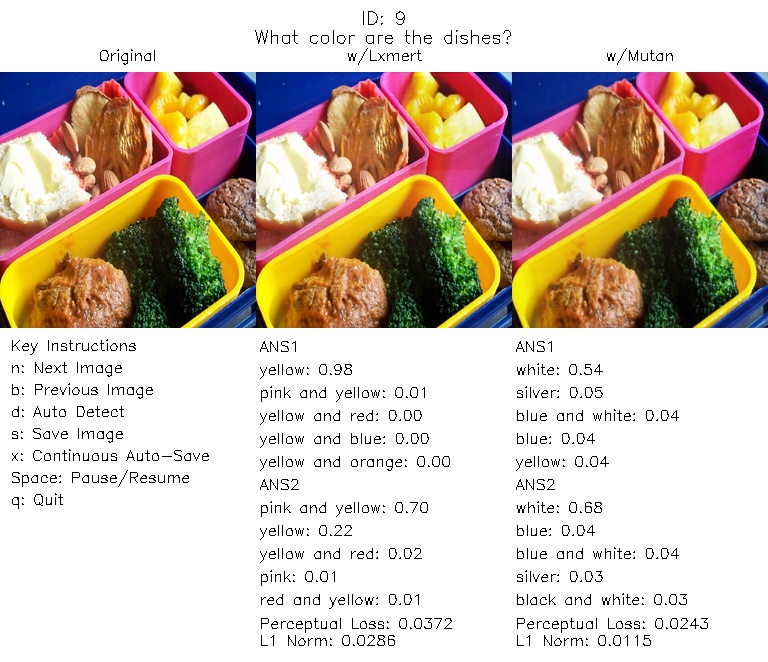 ID: 9
What color are the dishes?
Original
w/Lxmert
w/Mutan
Key Instructions
n: Next Image
b: Previous Image
d: Auto Detect
s: Save Image
x: Continuous Auto-Save
Space: Pause/Resume
q: Quit
ANS1
yellow: 0.98
pink and yellow: 0.01
yellow and red: 0.00
yellow and blue: 0.00
yellow and orange: 0.00
ANS2
pink and yellow: 0.70
yellow: 0.22
yellow and red: 0.02
pink: 0.01
red and yellow: 0.01
Perceptual Loss: 0.0372
L1 Norm: 0.0286
ANS1
white: 0.54
silver: 0.05
blue and white: 0.04
blue: 0.04
yellow: 0.04
ANS2
white: 0.68
blue: 0.04
blue and white: 0.04
silver: 0.03
black and white: 0.03
Perceptual Loss: 0.0243
L1 Norm: 0.0115